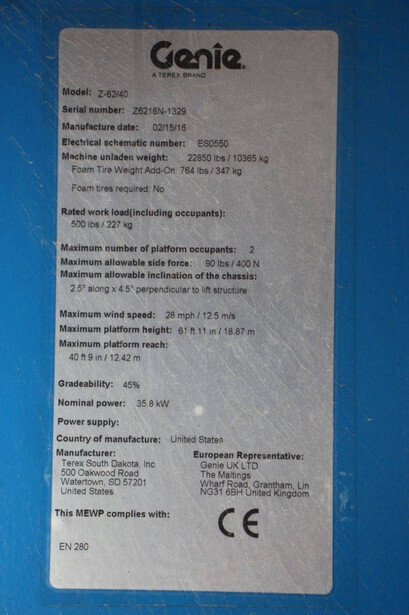 Genie®
A TEREX BRAND
Model: Z-62/40
Serial number: Z6216N-1329
Manufacture date: 02/15/16
Electrical schematic number: ES0550
Machine unladen weight: 22850 lbs / 10365 kg
Foam Tire Weight Add-On: 764 lbs / 347 kg
Foam tires required: No
Rated work load(including occupants):
500 lbs / 227 kg
Maximum number of platform occupants: 2
Maximum allowable side force: 90 lbs / 400 N
Maximum allowable inclination of the chassis:
2.5° along x 4.5° perpendicular to lift structure
Maximum wind speed: 28 mph / 12.5 m/s
Maximum platform height: 61 ft 11 in / 18.87 m
Maximum platform reach:
40 ft 9 in / 12.42 m
Gradeability: 45%
Nominal power: 35.8 kW
Power supply:
Country of manufacture: United States
Manufacturer:
Terex South Dakota, Inc
500 Oakwood Road
Watertown, SD 57201
United States
European Representative:
Genie UK LTD
The Maltings
Wharf Road, Grantham, Lin
NG31 6BH United Kingdom
This MEWP complies with:
CE
EN 280